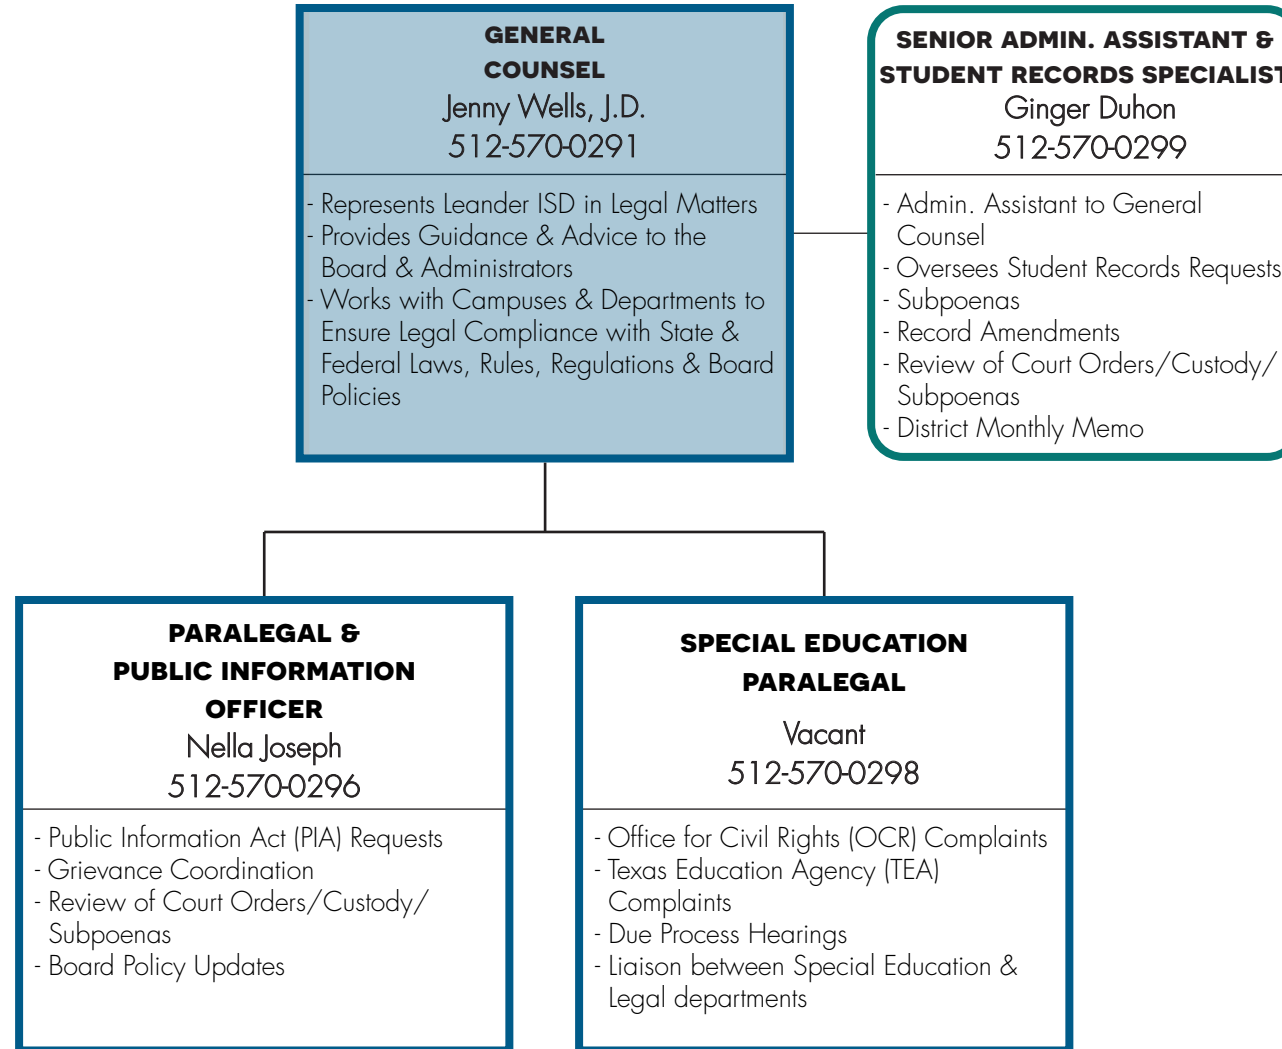 GENERAL
COUNSEL
Jenny Wells, J.D.
512-570-0291
- Represents Leander ISD in Legal Matters
- Provides Guidance & Advice to the
Board & Administrators
- Works with Campuses & Departments to
Ensure Legal Compliance with State &
Federal Laws, Rules, Regulations & Board
Policies
SENIOR ADMIN. ASSISTANT &
STUDENT RECORDS SPECIALIST
Ginger Duhon
512-570-0299
- Admin. Assistant to General
Counsel
- Oversees Student Records Requests
- Subpoenas
- Record Amendments
- Review of Court Orders/Custody/
Subpoenas
- District Monthly Memo
PARALEGAL &
PUBLIC INFORMATION
OFFICER
Nella Joseph
512-570-0296
- Public Information Act (PIA) Requests
- Grievance Coordination
- Review of Court Orders/Custody/
Subpoenas
- Board Policy Updates
SPECIAL EDUCATION
PARALEGAL
Vacant
512-570-0298
- Office for Civil Rights (OCR) Complaints
- Texas Education Agency (TEA)
Complaints
- Due Process Hearings
- Liaison between Special Education &
Legal departments